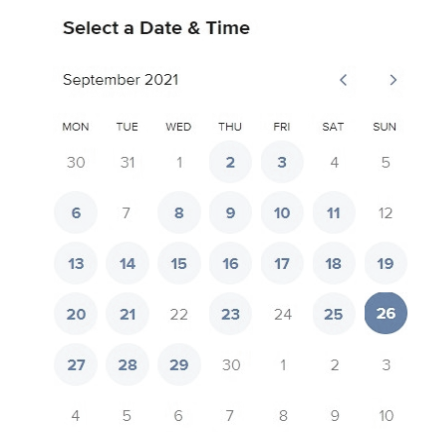 Select a Date & Time
September 2021
MON TUE WED THU FRI SAT SUN
30 31 1 2 3 4 5
6 7 8 9 10 11 12
13 14 15 16 17 18 19
20 21 22 23 24 25 26
27 28 29 30 1 2 3
4 5 6 7 8 9 10